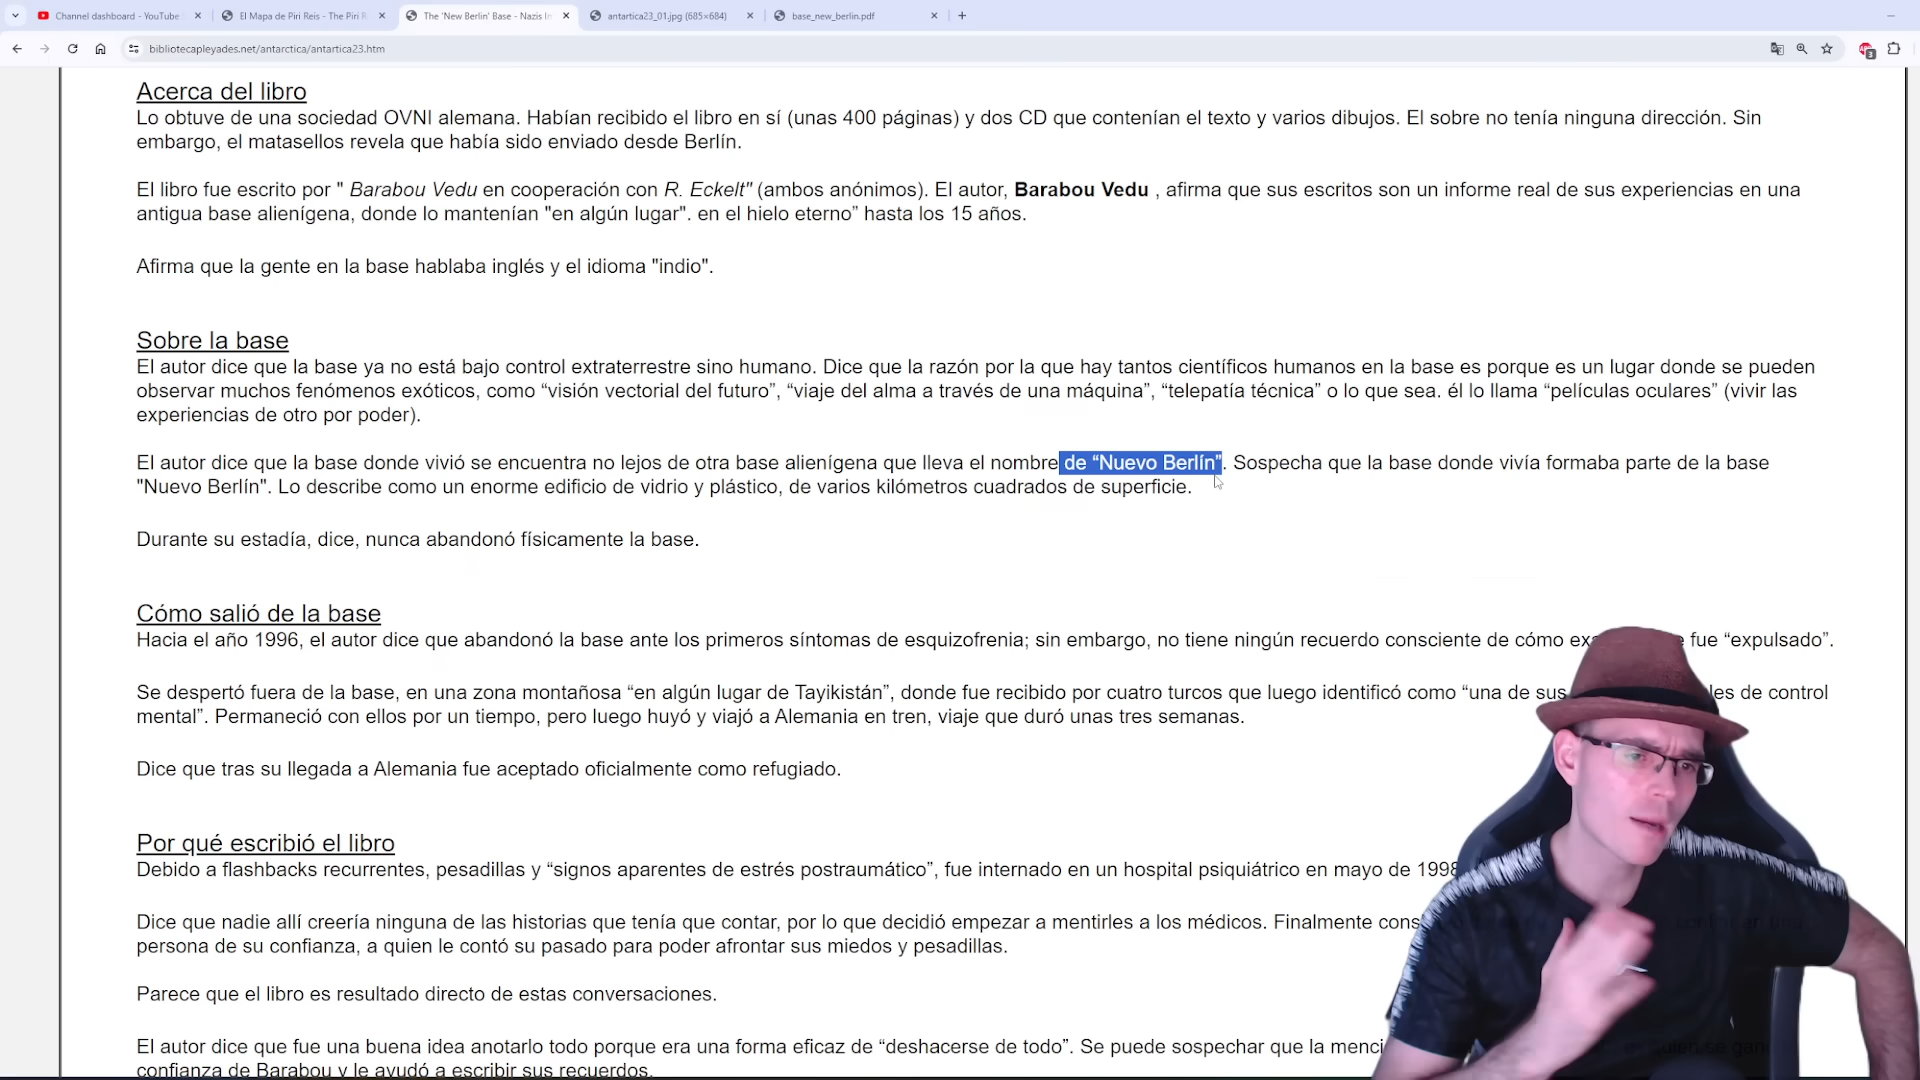 Channel dashboard - YouTube
El Mapa de Piri Reis - The Piri R
The 'New Berlin' Base - Nazis In
antartica23_01.jpg (685×684)
base_new_berlin.pdf
bibliotecapleyades.net/antarctica/antartica23.htm
Acerca del libro
Lo obtuve de una sociedad OVNI alemana. Habían recibido el libro en sí (unas 400 páginas) y dos CD que contenían el texto y varios dibujos. El sobre no tenía ninguna dirección. Sin
embargo, el matasellos revela que había sido enviado desde Berlín.
El libro fue escrito por " Barabou Vedu en cooperación con R. Eckelt" (ambos anónimos). El autor, Barabou Vedu , afirma que sus escritos son un informe real de sus experiencias en una
antigua base alienígena, donde lo mantenían "en algún lugar". en el hielo eterno” hasta los 15 años.
Afirma que la gente en la base hablaba inglés y el idioma "indio".
Sobre la base
El autor dice que la base ya no está bajo control extraterrestre sino humano. Dice que la razón por la que hay tantos científicos humanos en la base es porque es un lugar donde se pueden
observar muchos fenómenos exóticos, como “visión vectorial del futuro”, “viaje del alma a través de una máquina”, “telepatía técnica” o lo que sea. él lo llama “películas oculares” (vivir las
experiencias de otro por poder).
El autor dice que la base donde vivió se encuentra no lejos de otra base alienígena que lleva el nombre de “Nuevo Berlín”. Sospecha que la base donde vivía formaba parte de la base
"Nuevo Berlín". Lo describe como un enorme edificio de vidrio y plástico, de varios kilómetros cuadrados de superficie.
Durante su estadía, dice, nunca abandonó físicamente la base.
Cómo salió de la base
Hacia el año 1996, el autor dice que abandonó la base ante los primeros síntomas de esquizofrenia; sin embargo, no tiene ningún recuerdo consciente de cómo fue “expulsado”.
Se despertó fuera de la base, en una zona montañosa “en algún lugar de Tayikistán”, donde fue recibido por cuatro turcos que luego identificó como “una de sus de control
mental”. Permaneció con ellos por un tiempo, pero luego huyó y viajó a Alemania en tren, viaje que duró unas tres semanas.
Dice que tras su llegada a Alemania fue aceptado oficialmente como refugiado.
Por qué escribió el libro
Debido a flashbacks recurrentes, pesadillas y “signos aparentes de estrés postraumático”, fue internado en un hospital psiquiátrico en mayo de 1998
Dice que nadie allí creería ninguna de las historias que tenía que contar, por lo que decidió empezar a mentirles a los médicos. Finalmente
persona de su confianza, a quien le contó su pasado para poder afrontar sus miedos y pesadillas.
Parece que el libro es resultado directo de estas conversaciones.
El autor dice que fue una buena idea anotarlo todo porque era una forma eficaz de “deshacerse de todo”. Se puede sospechar que la
confianza de Barabou y le ayudó a escribir sus recuerdos.